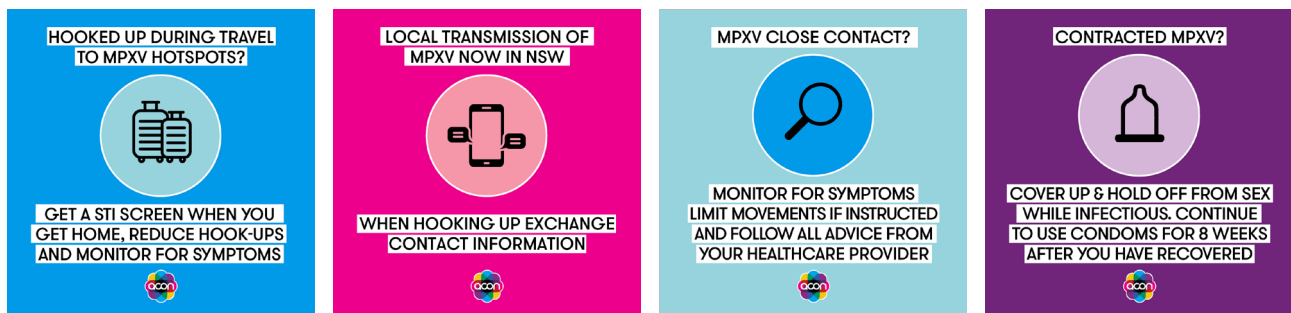 HOOKED UP DURING TRAVEL
TO MPXV HOTSPOTS?
GET A STI SCREEN WHEN YOU
GET HOME, REDUCE HOOK-UPS
AND MONITOR FOR SYMPTOMS
acon
LOCAL TRANSMISSION OF
MPXV NOW IN NSW
WHEN HOOKING UP EXCHANGE
CONTACT INFORMATION
acon
MPXV CLOSE CONTACT?
MONITOR FOR SYMPTOMS
LIMIT MOVEMENTS IF INSTRUCTED
AND FOLLOW ALL ADVICE FROM
YOUR HEALTHCARE PROVIDER
acon
CONTRACTED MPXV?
COVER UP & HOLD OFF FROM SEX
WHILE INFECTIOUS. CONTINUE
TO USE CONDOMS FOR 8 WEEKS
AFTER YOU HAVE RECOVERED
acon